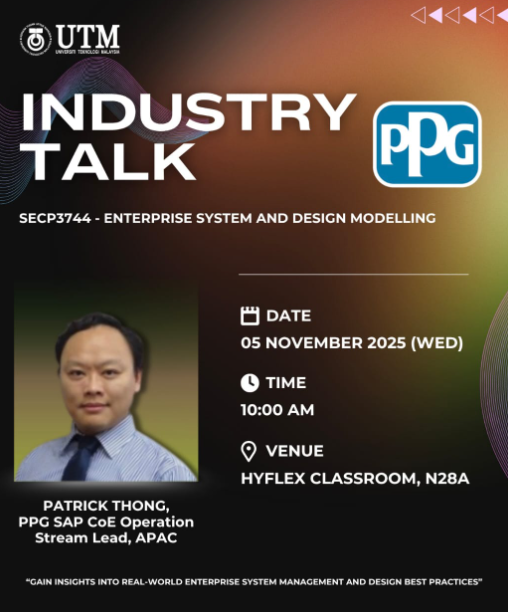 UTM
UNIVERSITI TEKNOLOGI MALAYSIA
INDUSTRY
TALK
PPG
SECP3744 - ENTERPRISE SYSTEM AND DESIGN MODELLING
DATE
05 NOVEMBER 2025 (WED)
TIME
10:00 AM
VENUE
HYFLEX CLASSROOM, N28A
PATRICK THONG,
PPG SAP CoE Operation
Stream Lead, APAC
“GAIN INSIGHTS INTO REAL-WORLD ENTERPRISE SYSTEM MANAGEMENT AND DESIGN BEST PRACTICES”